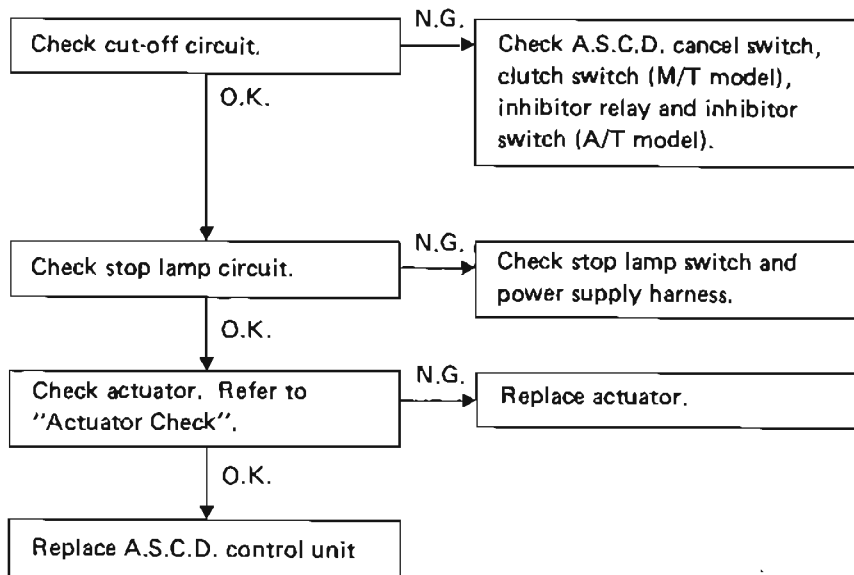 Check cut-off circuit.
N.G.
Check A.S.C.D. cancel switch,
clutch switch (M/T model),
inhibitor relay and inhibitor
switch (A/T model).
O.K.
Check stop lamp circuit.
N.G.
Check stop lamp switch and
power supply harness.
O.K.
Check actuator. Refer to
"Actuator Check".
N.G.
Replace actuator.
O.K.
Replace A.S.C.D. control unit